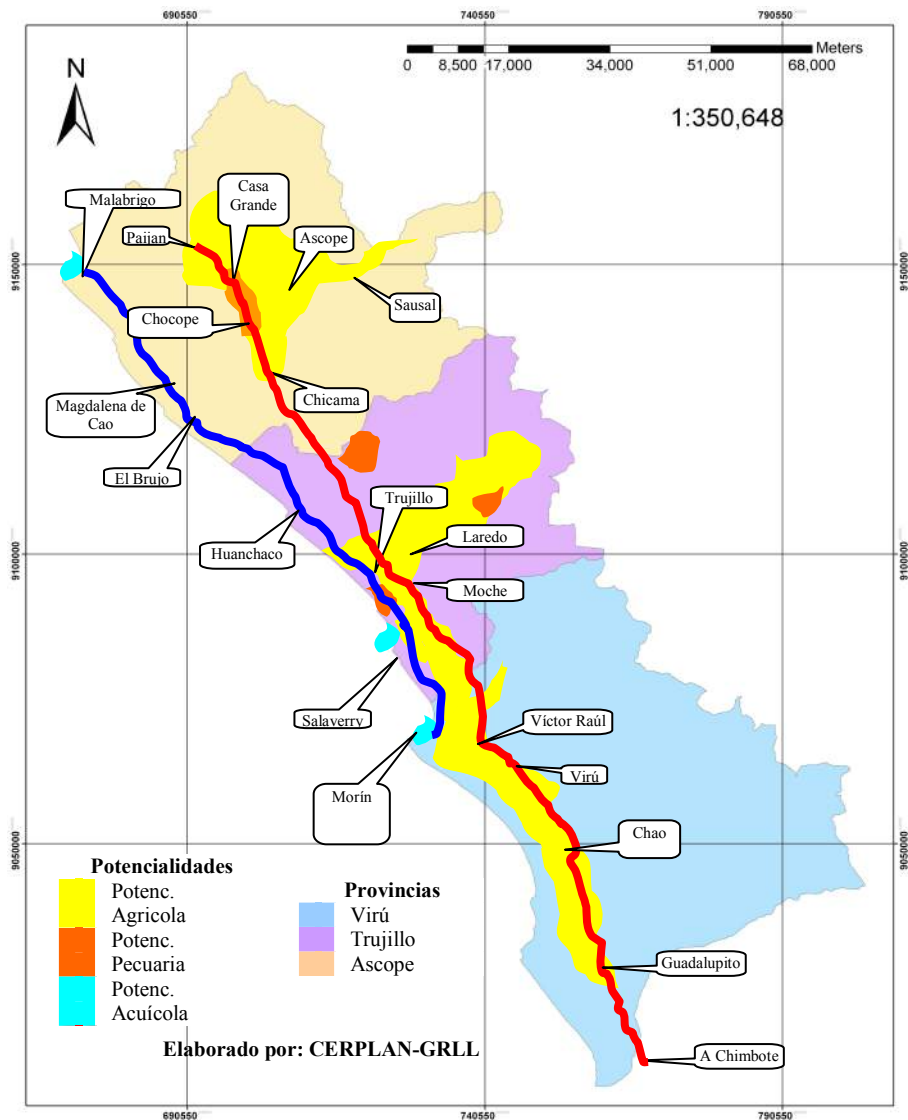 690550 740550 790550
Meters
0 8,500 17,000 34,000 51,000 68,000
N
1:350,648
Casa
Grande
Malabrigo
Paijan
Ascope
9150000 9150000
Sausal
Chocope
Chicama
Magdalena de
Cao
El Brujo
Trujillo
Huanchaco
Laredo
9100000 9100000
Moche
Salaverry
Víctor Raúl
Virú
Morín
Chao
9050000 9050000
Potencialidades
Potenc.
Agricola
Potenc.
Pecuaria
Potenc.
Acuícola
Provincias
Virú
Trujillo
Ascope
Guadalupito
Elaborado por: CERPLAN-GRLL
A Chimbote
690550 740550 790550